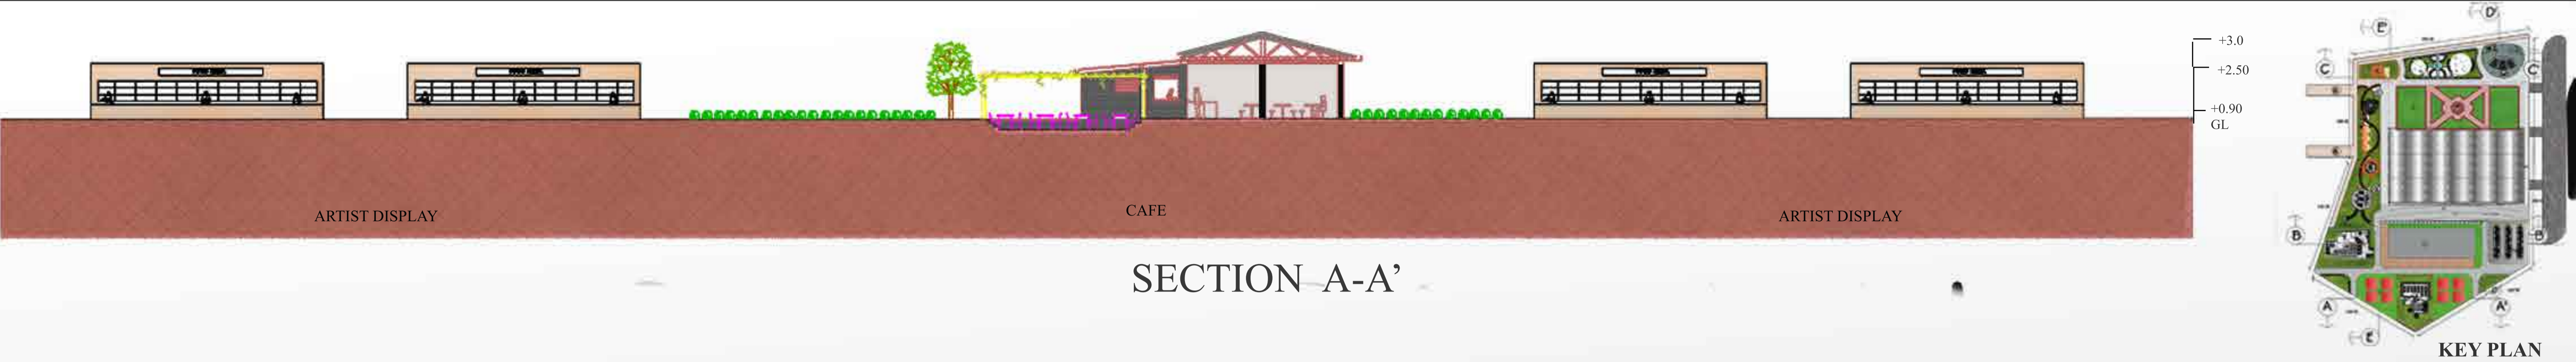 +3.0
+2.50
+0.90
GL
ARTIST DISPLAY
CAFE
ARTIST DISPLAY
SECTION A-A’
D'
E'
C
C'
B
B'
A
A'
E
KEY PLAN